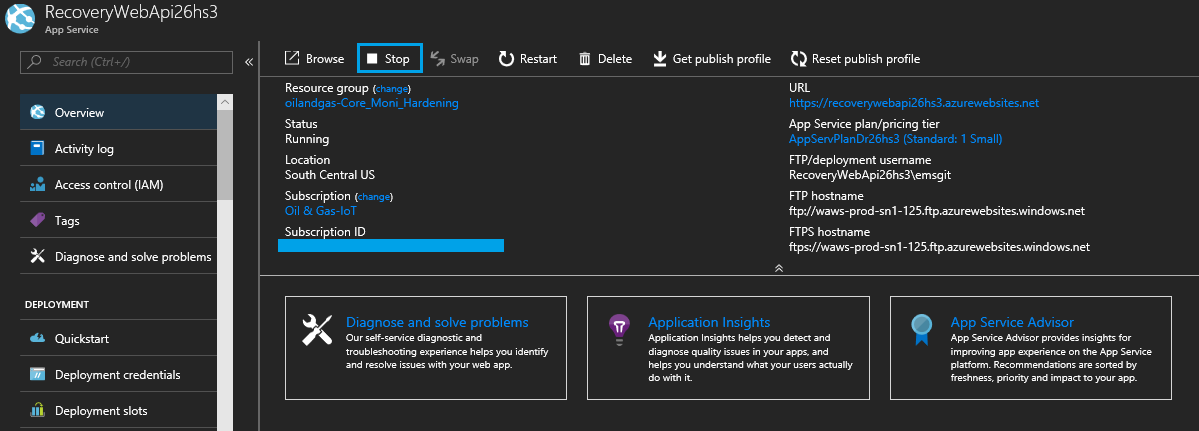 RecoveryWebApi26hs3
App Service
Search (Ctrl+/)
Overview
Activity log
Access control (IAM)
Tags
Diagnose and solve problems
DEPLOYMENT
Quickstart
Deployment credentials
Deployment slots
Browse Stop Swap Restart Delete Get publish profile Reset publish profile
Resource group (change)
oilandgas-Core_Moni_Hardening
Status
Running
Location
South Central US
Subscription (change)
Oil & Gas-IoT
Subscription ID
URL
https://recoverywebapi26hs3.azurewebsites.net
App Service plan/pricing tier
AppServPlanDr26hs3 (Standard: 1 Small)
FTP/deployment username
RecoveryWebApi26hs3\emsgit
FTP hostname
ftp://waws-prod-sn1-125.ftp.azurewebsites.windows.net
FTPS hostname
ftps://waws-prod-sn1-125.ftp.azurewebsites.windows.net
Diagnose and solve problems
Our self-service diagnostic and
troubleshooting experience helps you identify
and resolve issues with your web app.
Application Insights
Application Insights helps you detect and
diagnose quality issues in your apps, and
helps you understand what your users actually
do with it.
App Service Advisor
App Service Advisor provides insights for
improving app experience on the App Service
platform. Recommendations are sorted by
freshness, priority and impact to your app.